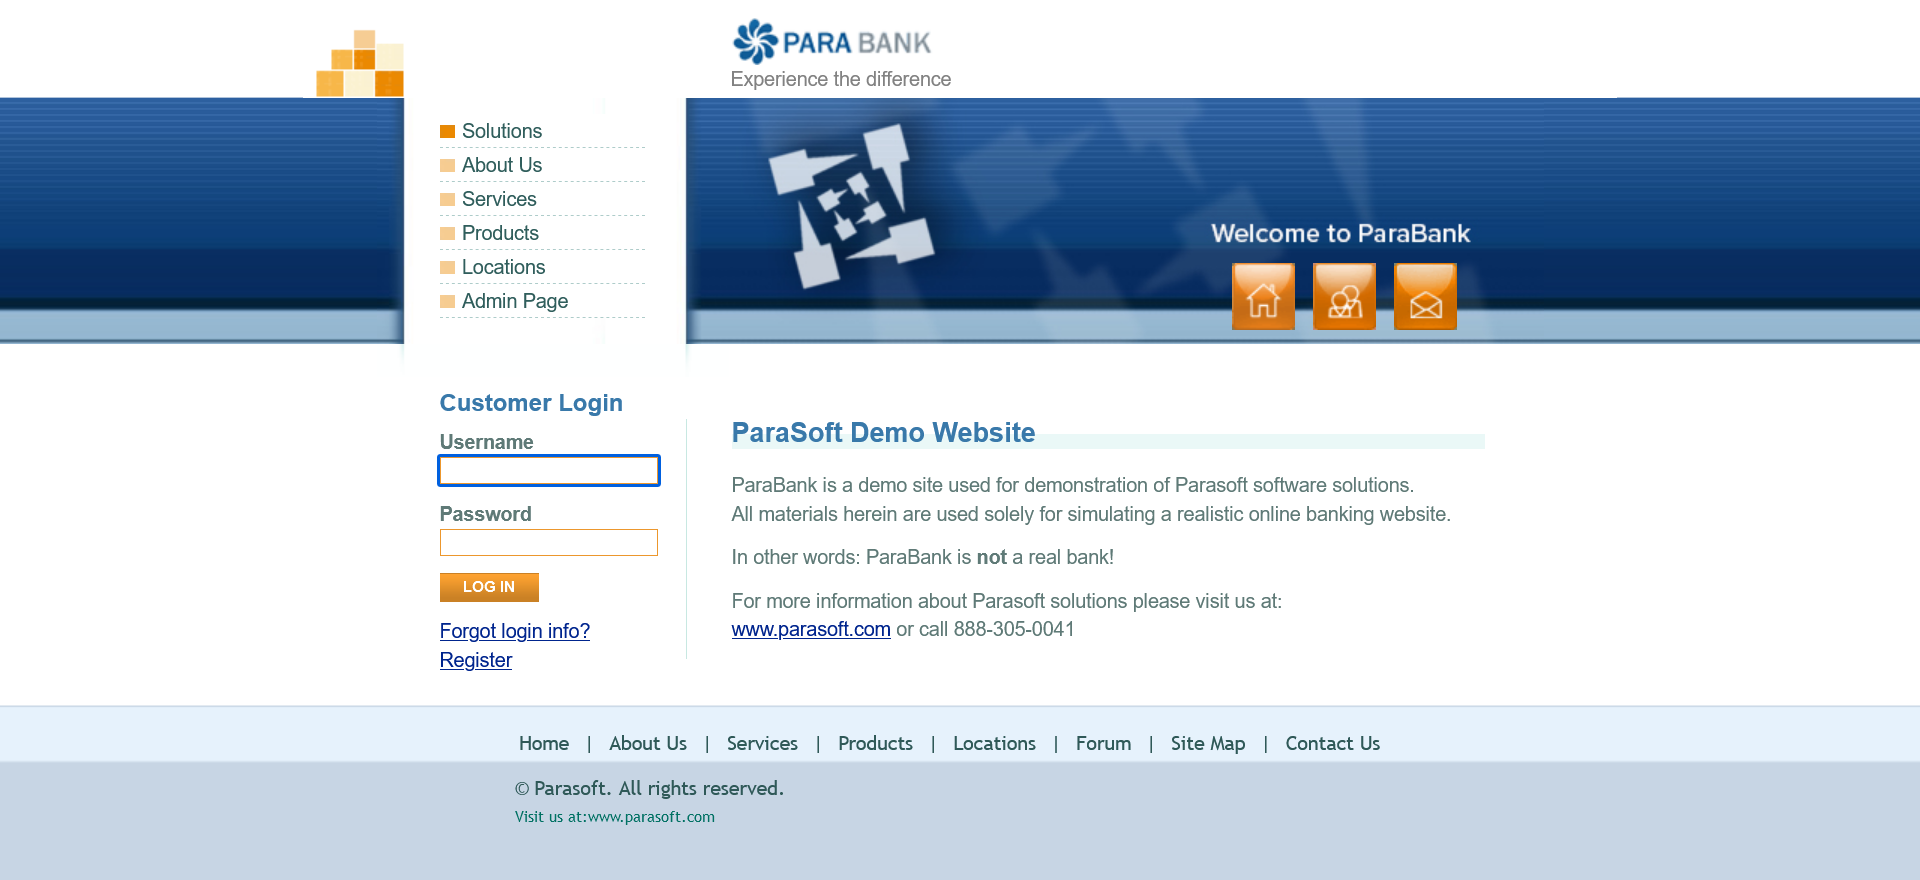 PARA BANK
Experience the difference
Solutions
About Us
Services
Products
Locations
Admin Page
Welcome to ParaBank
Customer Login
Username
Password
LOG IN
Forgot login info?
Register
ParaSoft Demo Website
ParaBank is a demo site used for demonstration of Parasoft software solutions.
All materials herein are used solely for simulating a realistic online banking website.
In other words: ParaBank is not a real bank!
For more information about Parasoft solutions please visit us at:
www.parasoft.com or call 888-305-0041
Home | About Us | Services | Products | Locations | Forum | Site Map | Contact Us
© Parasoft. All rights reserved.
Visit us at:www.parasoft.com